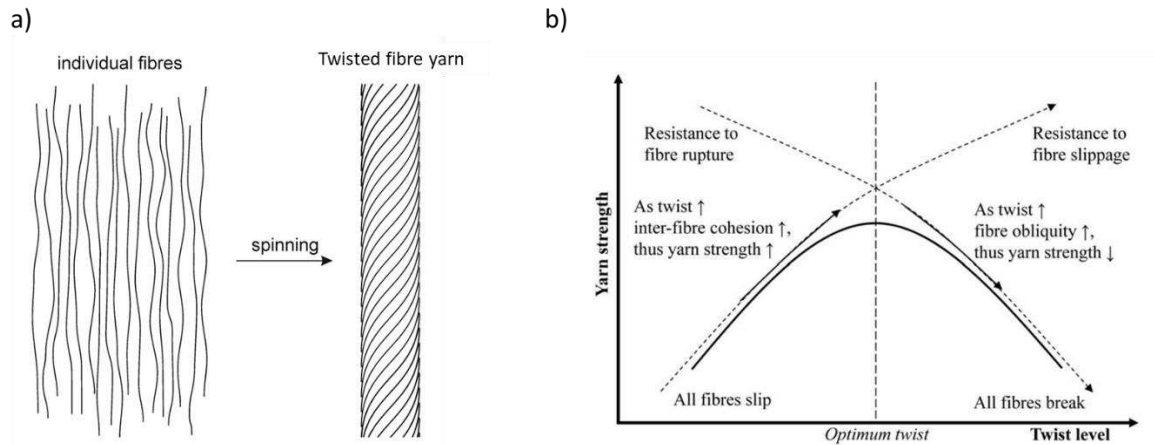 a)
individual fibres
Twisted fibre yarn
spinning
b)
Yarn strength
Resistance to
fibre rupture
Resistance to
fibre slippage
As twist ↑
inter-fibre cohesion ↑,
thus yarn strength ↑
As twist ↑
fibre obliquity ↑,
thus yarn strength ↓
All fibres slip
All fibres break
Optimum twist
Twist level